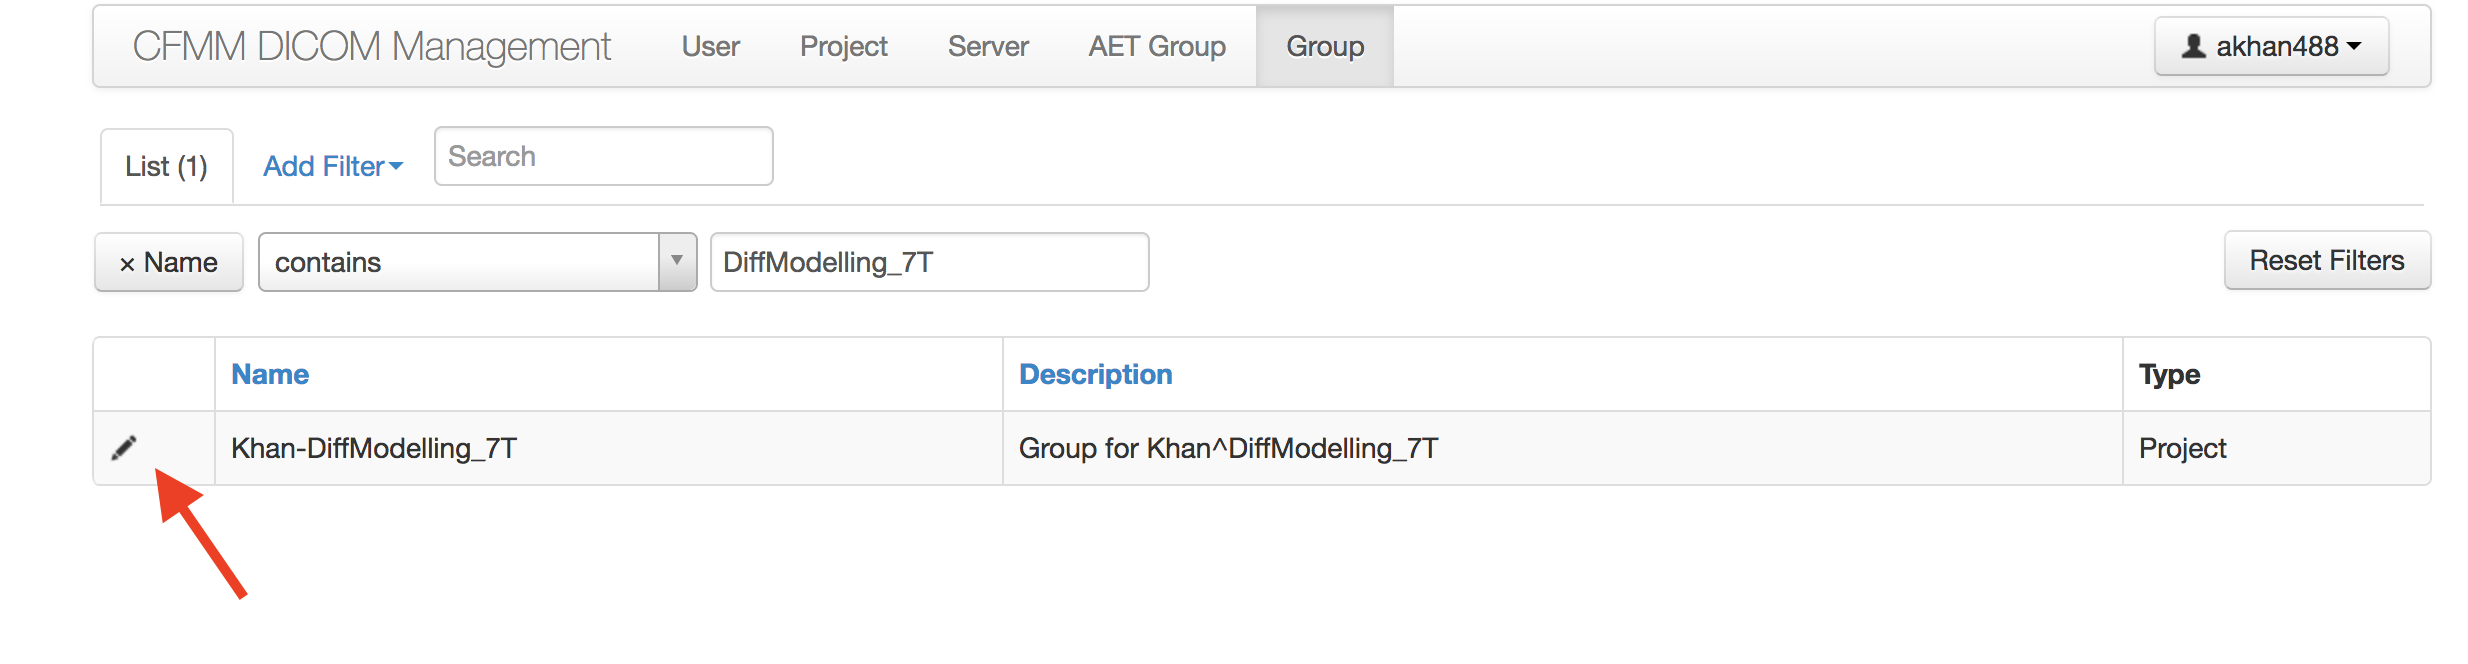 CFMM DICOM Management User Project Server AET Group Group akhan488
List (1) Add Filter Search
× Name contains DiffModelling_7T Reset Filters
Name Description Type
Khan-DiffModelling_7T Group for Khan^DiffModelling_7T Project